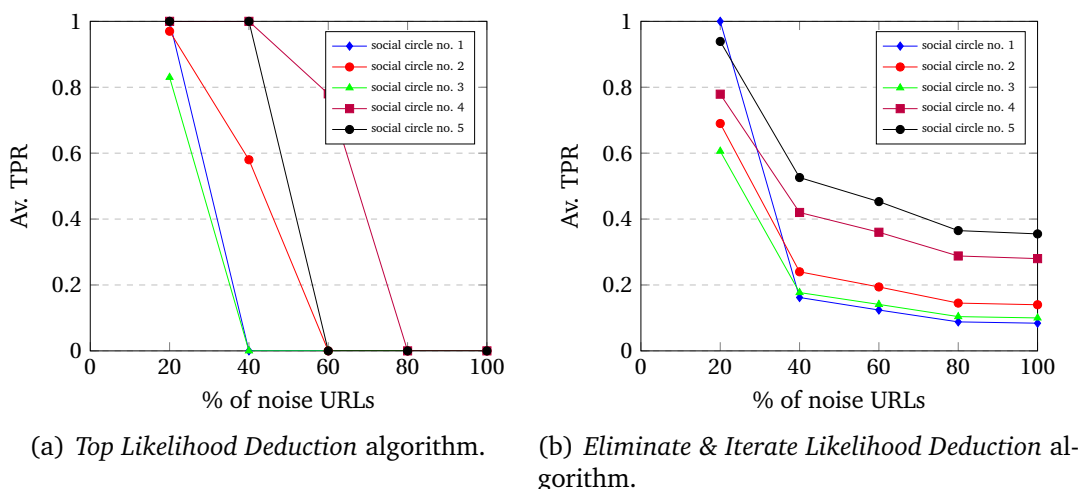 1
0.8
0.6
0.4
0.2
0
Av. TPR
0 20 40 60 80 100
% of noise URLs
social circle no. 1
social circle no. 2
social circle no. 3
social circle no. 4
social circle no. 5
(a) Top Likelihood Deduction algorithm.
1
0.8
0.6
0.4
0.2
0
Av. TPR
0 20 40 60 80 100
% of noise URLs
social circle no. 1
social circle no. 2
social circle no. 3
social circle no. 4
social circle no. 5
(b) Eliminate & Iterate Likelihood Deduction al-
gorithm.